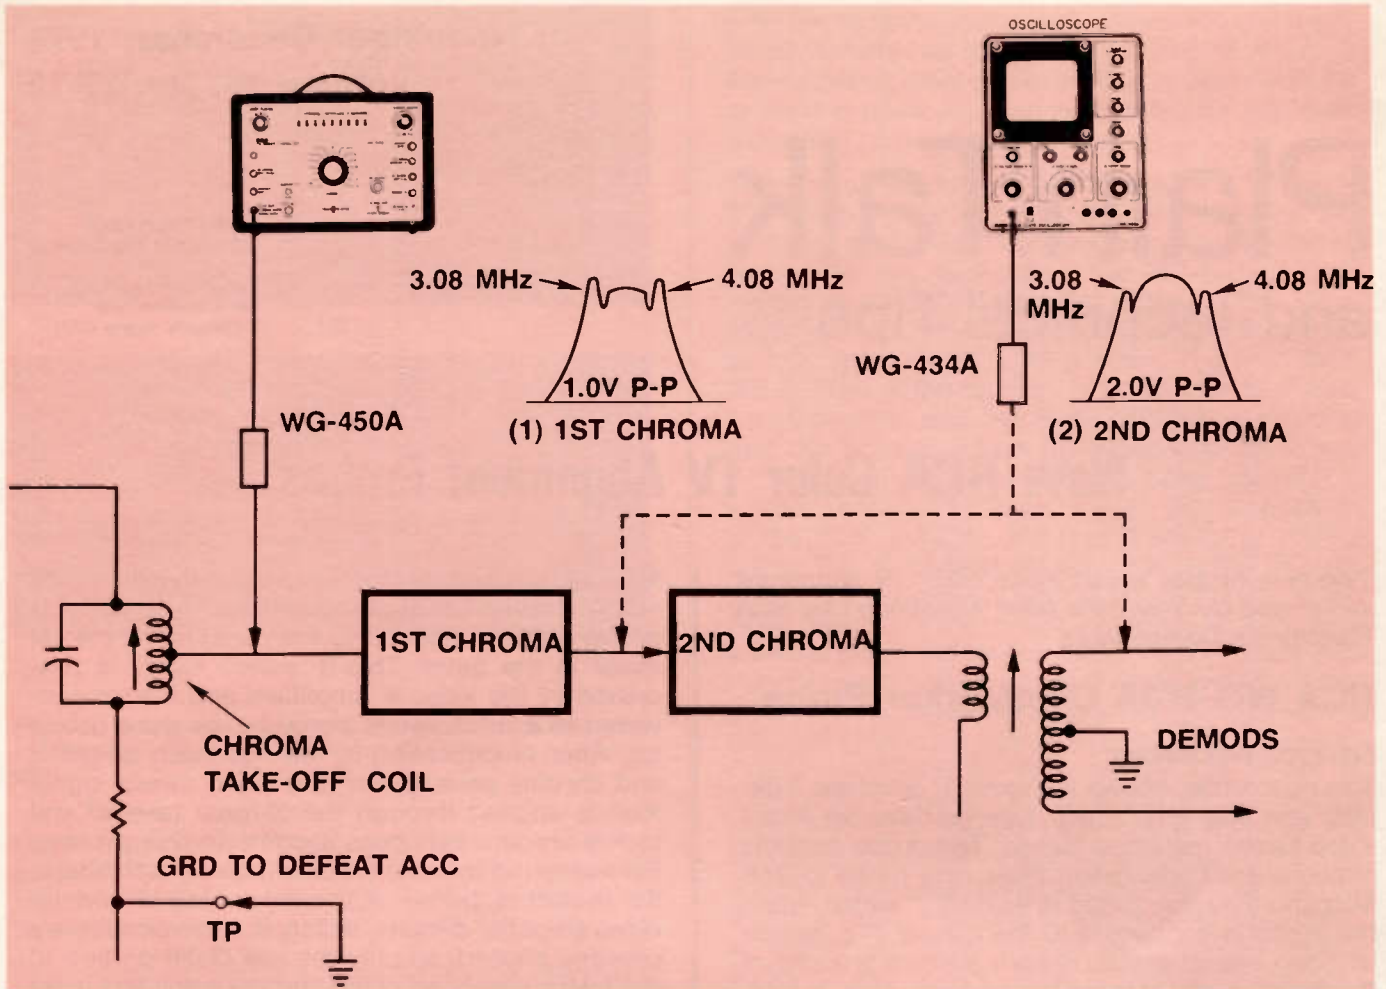 OSCILLOSCOPE
3.08 MHz
4.08 MHz
1.0V P-P
(1) 1ST CHROMA
3.08
MHz
4.08 MHz
2.0V P-P
(2) 2ND CHROMA
WG-450A
WG-434A
1ST CHROMA
2ND CHROMA
CHROMA
TAKE-OFF COIL
DEMODS
GRD TO DEFEAT ACC
TP